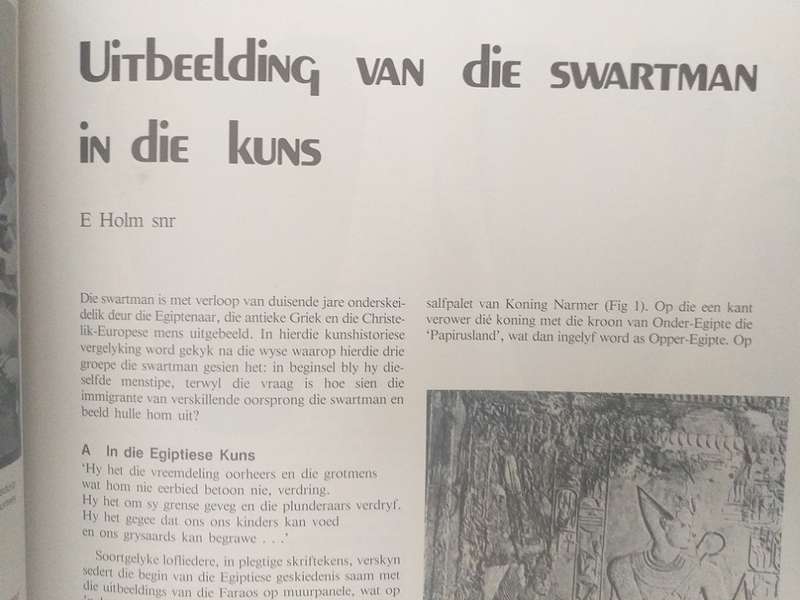 Uitbeelding van die swartman
in die kuns
E Holm snr
Die swartman is met verloop van duisende jare onderskei-
delik deur die Egiptenaar, die antieke Griek en die Christe-
lik-Europese mens uitgebeeld. In hierdie kunshistoriese
vergelyking word gekyk na die wyse waarop hierdie drie
groepe die swartman gesien het: in beginsel bly hy die-
selfde menstipe, terwyl die vraag is hoe sien die
immigrante van verskillende oorsprong die swartman en
beeld hulle hom uit?
A In die Egiptiese Kuns
‘Hy het die vreemdeling oorheers en die grotmens
wat hom nie eerbied betoon nie, verdring.
Hy het om sy grense geveg en die plunderaars verdryf.
Hy het gegee dat ons ons kinders kan voed
en ons grysaards kan begrawe . . .’
Soortgelyke lofliedere, in plegtige skriftekens, verskyn
sedert die begin van die Egiptiese geskiedenis saam met
die uitbeeldings van die Faraos op muurpanele, wat op
salfpalet van Koning Narmer (Fig 1). Op die een kant
verower dié koning met die kroon van Onder-Egipte die
‘Papirusland’, wat dan ingelyf word as Opper-Egipte. Op